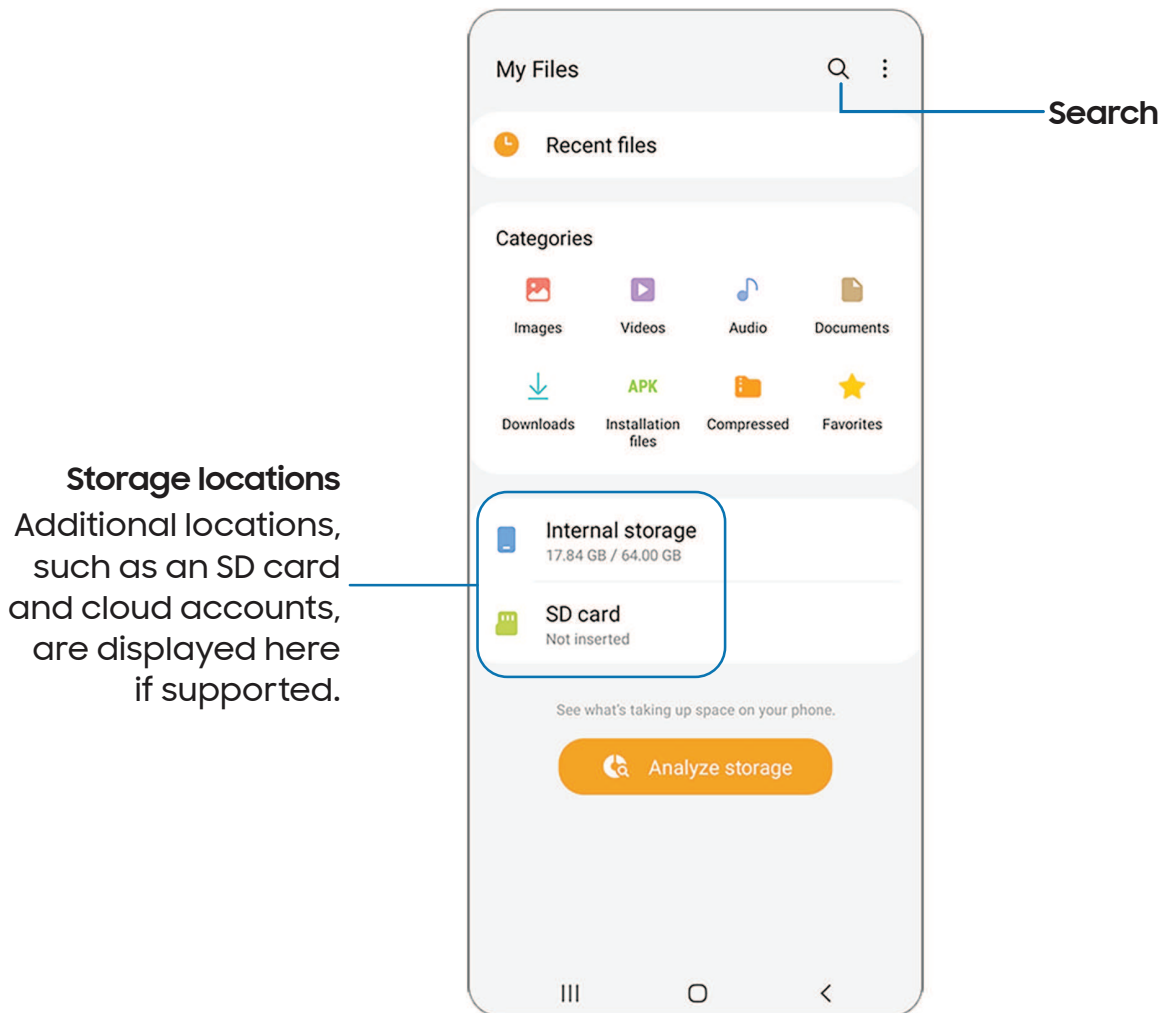 My Files
Search
Recent files
Categories
Images Videos Audio Documents
APK
Downloads Installation files Compressed Favorites
Storage locations
Additional locations,
such as an SD card
and cloud accounts,
are displayed here
if supported.
Internal storage
17.84 GB / 64.00 GB
SD card
Not inserted
See what's taking up space on your phone.
Analyze storage